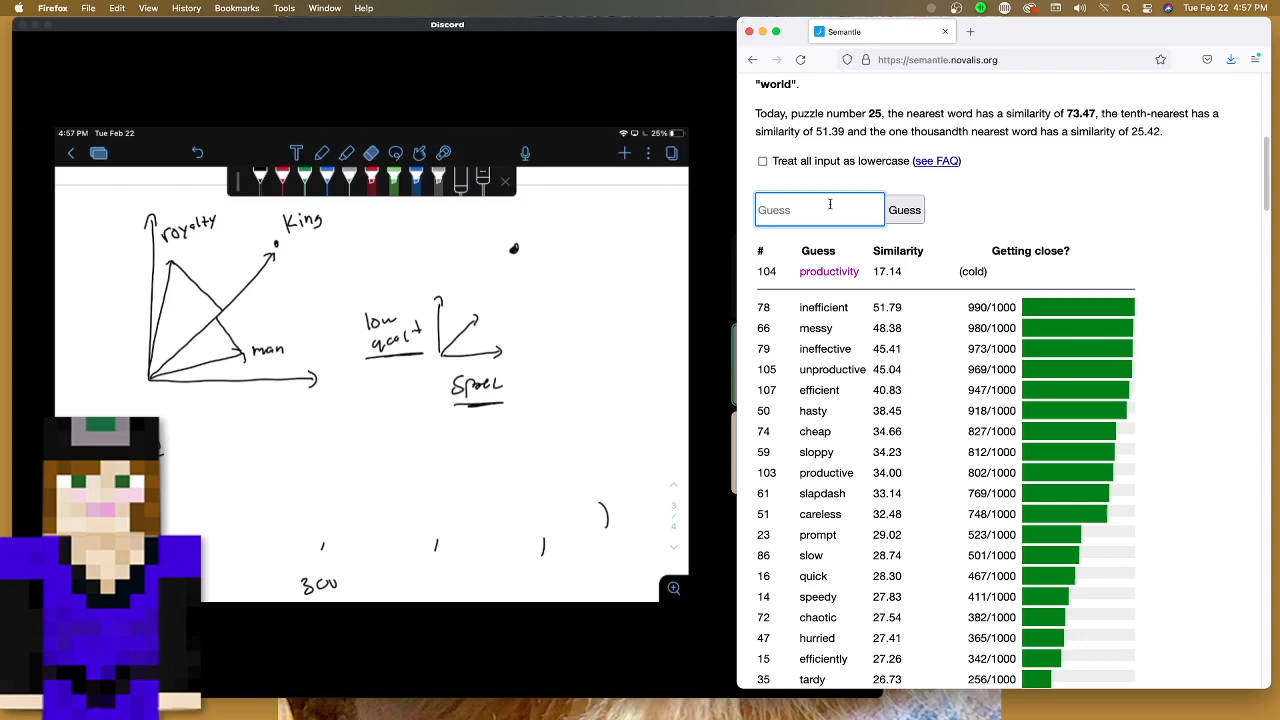 Firefox File Edit View History Bookmarks Tools Window Help
Tue Feb 22 4:57 PM
Discord
4:57 PM Tue Feb 22
25%
royalty
King
man
low
speec
300
3
/
4
Semantle
https://semantle.novalis.org
"world".
Today, puzzle number 25, the nearest word has a similarity of 73.47, the tenth-nearest has a
similarity of 51.39 and the one thousandth nearest word has a similarity of 25.42.
Treat all input as lowercase (see FAQ)
Guess Guess
# Guess Similarity Getting close?
104 productivity 17.14 (cold)
78 inefficient 51.79 990/1000
66 messy 48.38 980/1000
79 ineffective 45.41 973/1000
105 unproductive 45.04 969/1000
107 efficient 40.83 947/1000
50 hasty 38.45 918/1000
74 cheap 34.66 827/1000
59 sloppy 34.23 812/1000
103 productive 34.00 802/1000
61 slapdash 33.14 769/1000
51 careless 32.48 748/1000
23 prompt 29.02 523/1000
86 slow 28.74 501/1000
16 quick 28.30 467/1000
14 speedy 27.83 411/1000
72 chaotic 27.54 382/1000
47 hurried 27.41 365/1000
15 efficiently 27.26 342/1000
35 tardy 26.73 256/1000